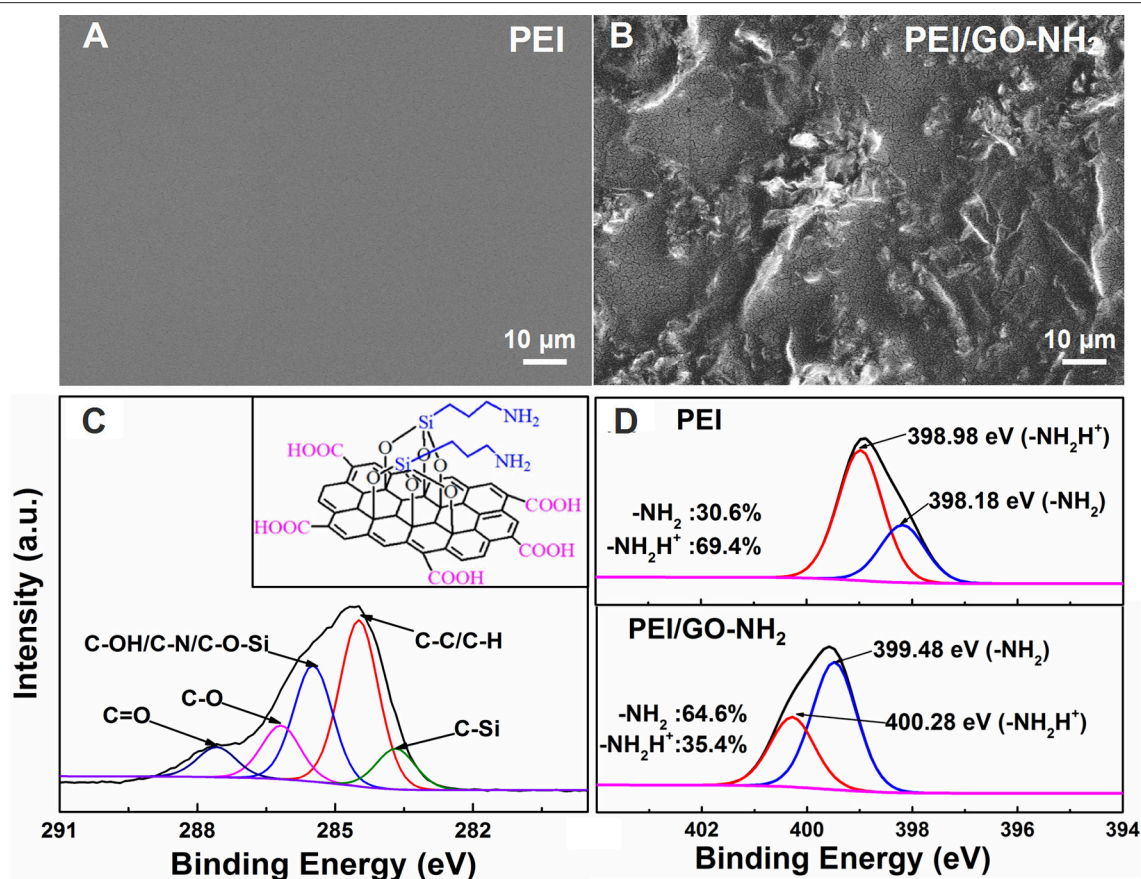 A
PEI
10 µm
B
PEI/GO-NH₂
10 µm
C
Si
NH₂
HOOC
O
Si
O
O
NH₂
O
O
O
HOOC
COOH
COOH
COOH
C-OH/C-N/C-O-Si
C-C/C-H
C-O
C=O
C-Si
Intensity (a.u.)
291
288
285
282
Binding Energy (eV)
D
PEI
398.98 eV (-NH₂H⁺)
398.18 eV (-NH₂)
-NH₂ :30.6%
-NH₂H⁺ :69.4%
PEI/GO-NH₂
399.48 eV (-NH₂)
400.28 eV (-NH₂H⁺)
-NH₂ :64.6%
-NH₂H⁺ :35.4%
402
400
398
396
394
Binding Energy (eV)